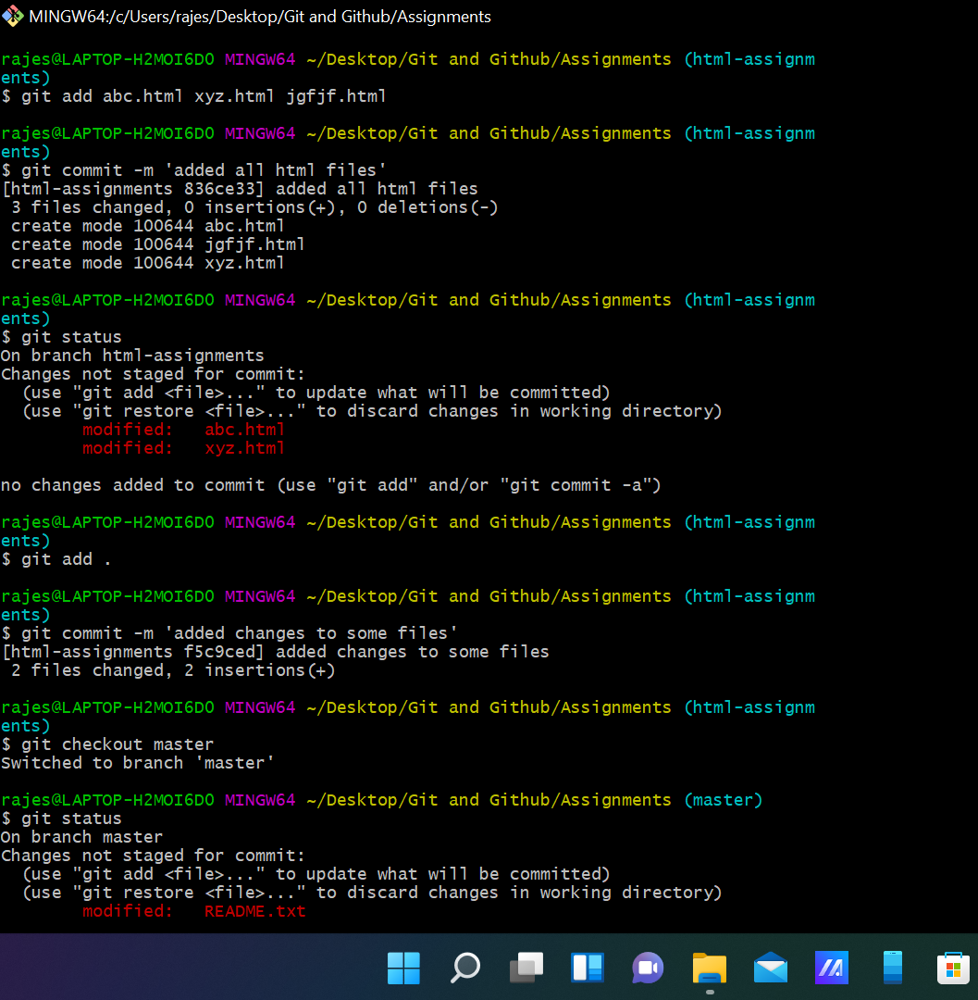 MINGW64:/c/Users/rajes/Desktop/Git and Github/Assignments
rajes@LAPTOP-H2MOI6DO MINGW64 ~/Desktop/Git and Github/Assignments (html-assignm
ents)
$ git add abc.html xyz.html jgfjf.html
rajes@LAPTOP-H2MOI6DO MINGW64 ~/Desktop/Git and Github/Assignments (html-assignm
ents)
$ git commit -m 'added all html files'
[html-assignments 836ce33] added all html files
 3 files changed, 0 insertions(+), 0 deletions(-)
 create mode 100644 abc.html
 create mode 100644 jgfjf.html
 create mode 100644 xyz.html
rajes@LAPTOP-H2MOI6DO MINGW64 ~/Desktop/Git and Github/Assignments (html-assignm
ents)
$ git status
On branch html-assignments
Changes not staged for commit:
  (use "git add <file>..." to update what will be committed)
  (use "git restore <file>..." to discard changes in working directory)
        modified:   abc.html
        modified:   xyz.html
no changes added to commit (use "git add" and/or "git commit -a")
rajes@LAPTOP-H2MOI6DO MINGW64 ~/Desktop/Git and Github/Assignments (html-assignm
ents)
$ git add .
rajes@LAPTOP-H2MOI6DO MINGW64 ~/Desktop/Git and Github/Assignments (html-assignm
ents)
$ git commit -m 'added changes to some files'
[html-assignments f5c9ced] added changes to some files
 2 files changed, 2 insertions(+)
rajes@LAPTOP-H2MOI6DO MINGW64 ~/Desktop/Git and Github/Assignments (html-assignm
ents)
$ git checkout master
Switched to branch 'master'
rajes@LAPTOP-H2MOI6DO MINGW64 ~/Desktop/Git and Github/Assignments (master)
$ git status
On branch master
Changes not staged for commit:
  (use "git add <file>..." to update what will be committed)
  (use "git restore <file>..." to discard changes in working directory)
        modified:   README.txt